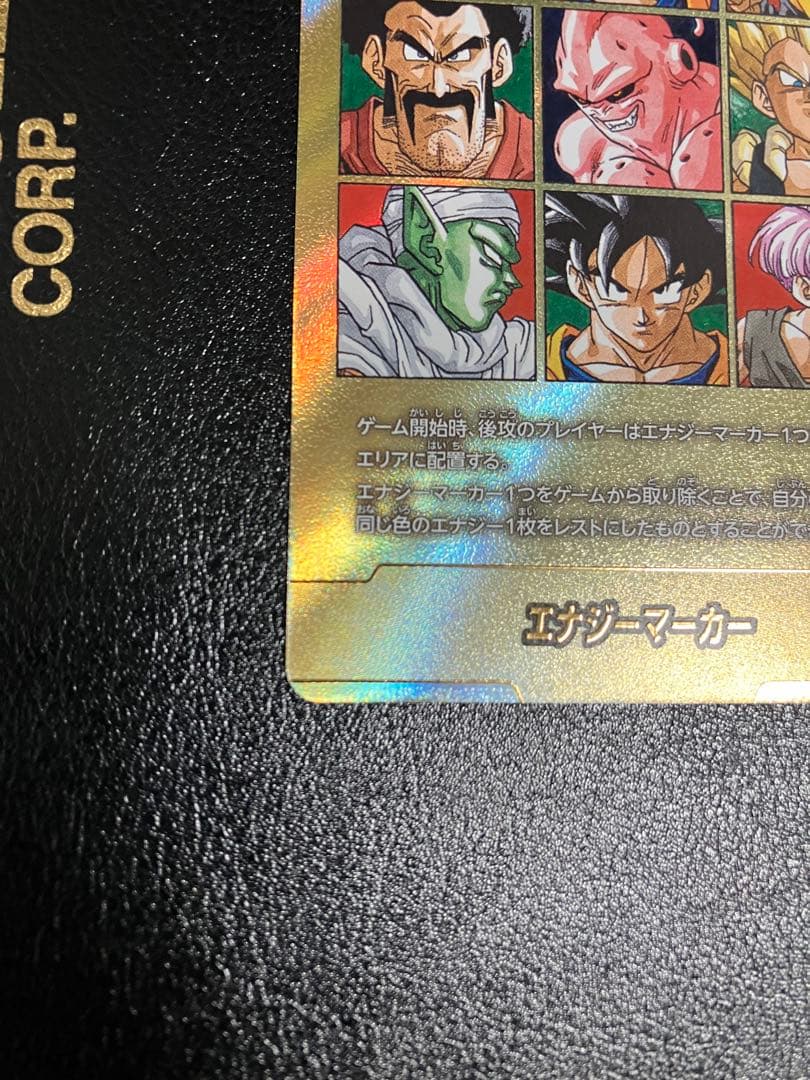 CORP.
ゲーム開始時、後攻のプレイヤーはエナジーマーカー1つ
エリアに配置する。
エナジーマーカー1つをゲームから取り除くことで、自分
同じ色のエナジー1枚をレストにしたものとすることがで
エナジーマーカー